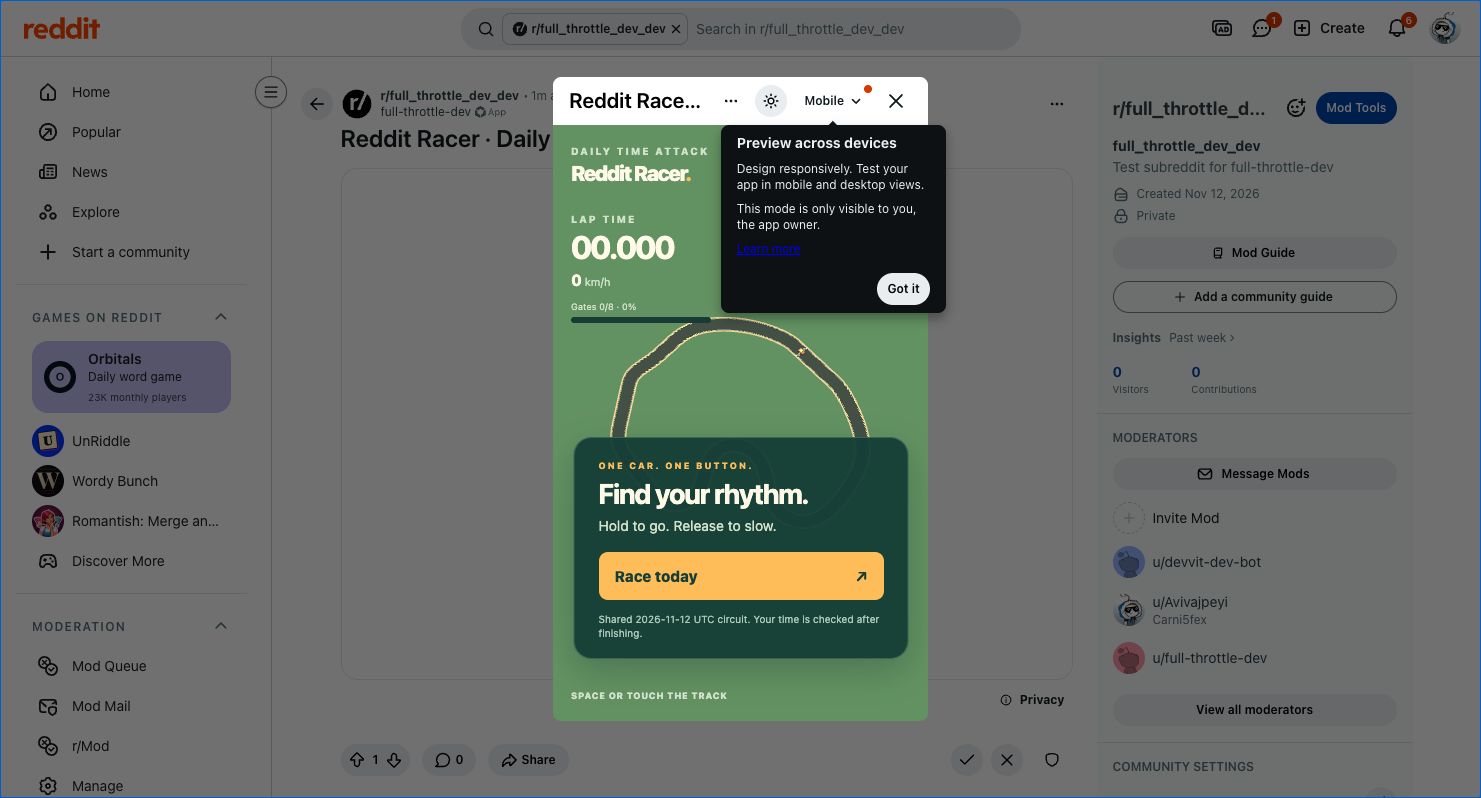 reddit
r/full_throttle_dev_dev
Search in r/full_throttle_dev_dev
AD
1
Create
6
Home
Popular
News
Explore
Start a community
GAMES ON REDDIT
Orbitals
Daily word game
23K monthly players
UnRiddle
Wordy Bunch
Romantish: Merge an...
Discover More
MODERATION
Mod Queue
Mod Mail
r/Mod
Manage
r/full_throttle_dev_dev • 1m a
full-throttle-dev App
Reddit Racer · Daily
Reddit Race...
Mobile
DAILY TIME ATTACK
Reddit Racer.
LAP TIME
00.000
0 km/h
Gates 0/8 · 0%
Preview across devices
Design responsively. Test your
app in mobile and desktop views.
This mode is only visible to you,
the app owner.
Learn more
Got it
ONE CAR. ONE BUTTON.
Find your rhythm.
Hold to go. Release to slow.
Race today
Shared 2026-11-12 UTC circuit. Your time is checked after
finishing.
SPACE OR TOUCH THE TRACK
Privacy
1
0
Share
r/full_throttle_d...
Mod Tools
full_throttle_dev_dev
Test subreddit for full-throttle-dev
Created Nov 12, 2026
Private
Mod Guide
Add a community guide
Insights Past week
0
Visitors
0
Contributions
MODERATORS
Message Mods
Invite Mod
u/devvit-dev-bot
u/Avivajpeyi
Carni5fex
u/full-throttle-dev
View all moderators
COMMUNITY SETTINGS